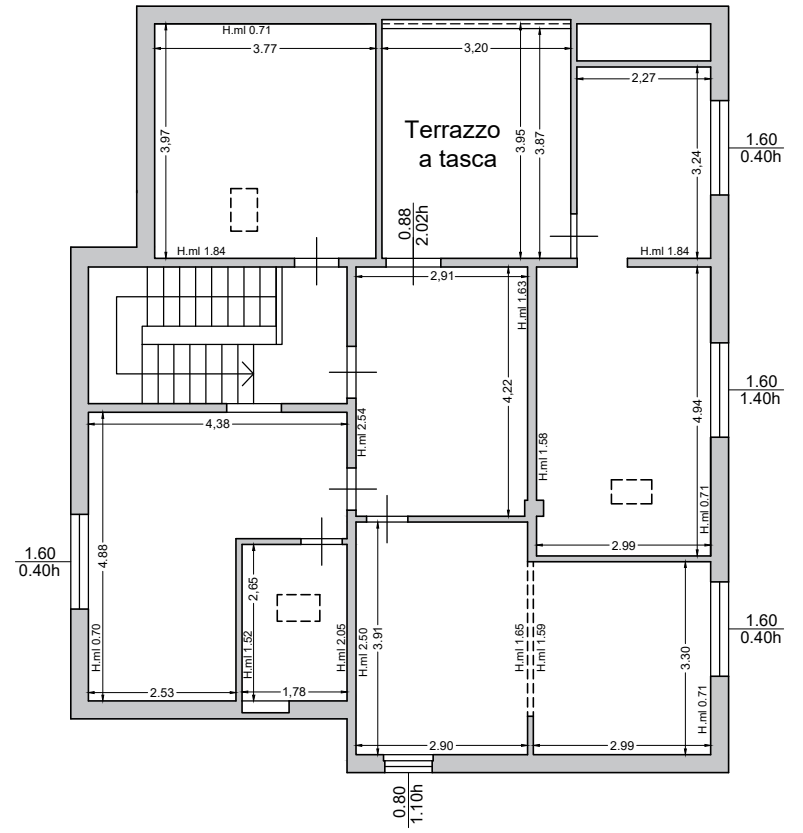 H.ml 0.71
3.77
3,20
2,27
3,97
3.95
3.87
3,24
Terrazzo
a tasca
1.60
0.40h
0.88
2.02h
H.ml 1.84
H.ml 1.84
2,91
H.ml 1.63
4,22
4.94
1.60
1.40h
4,38
H.ml 2.54
H.ml 1.58
H.ml 0.71
2.99
4.88
1.60
0.40h
2,65
H.ml 0.70
H.ml 1.52
H.ml 2.05
H.ml 2.50
3.91
H.ml 1.65
H.ml 1.59
3.30
1.60
0.40h
H.ml 0.71
2.53
1,78
2.90
2.99
0.80
1.10h